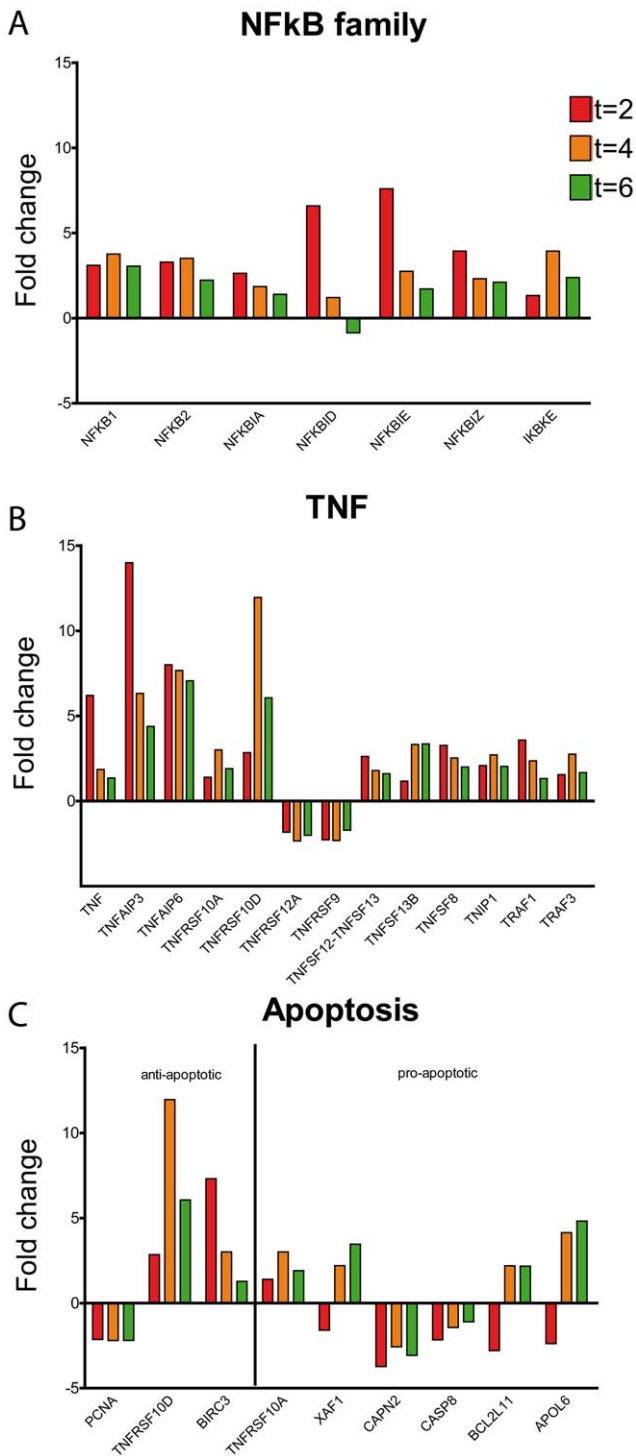 A
NFkB family
15
10
5
0
-5
Fold change
t=2
t=4
t=6
NFKB1
NFKB2
NFKBIA
NFKBID
NFKBIE
NFKBIZ
IKBKE
B
TNF
15
10
5
0
Fold change
TNF
TNFAIP3
TNFAIP6
TNFRSF10A
TNFRSF10D
TNFRSF12A
TNFRSF9
TNFSF12-TNFSF13
TNFSF13B
TNFSF8
TNIP1
TRAF1
TRAF3
C
Apoptosis
15
10
5
0
-5
Fold change
anti-apoptotic
pro-apoptotic
PCNA
TNFRSF10D
BIRC3
TNFRSF10A
XAF1
CAPN2
CASP8
BCL2L11
APOL6